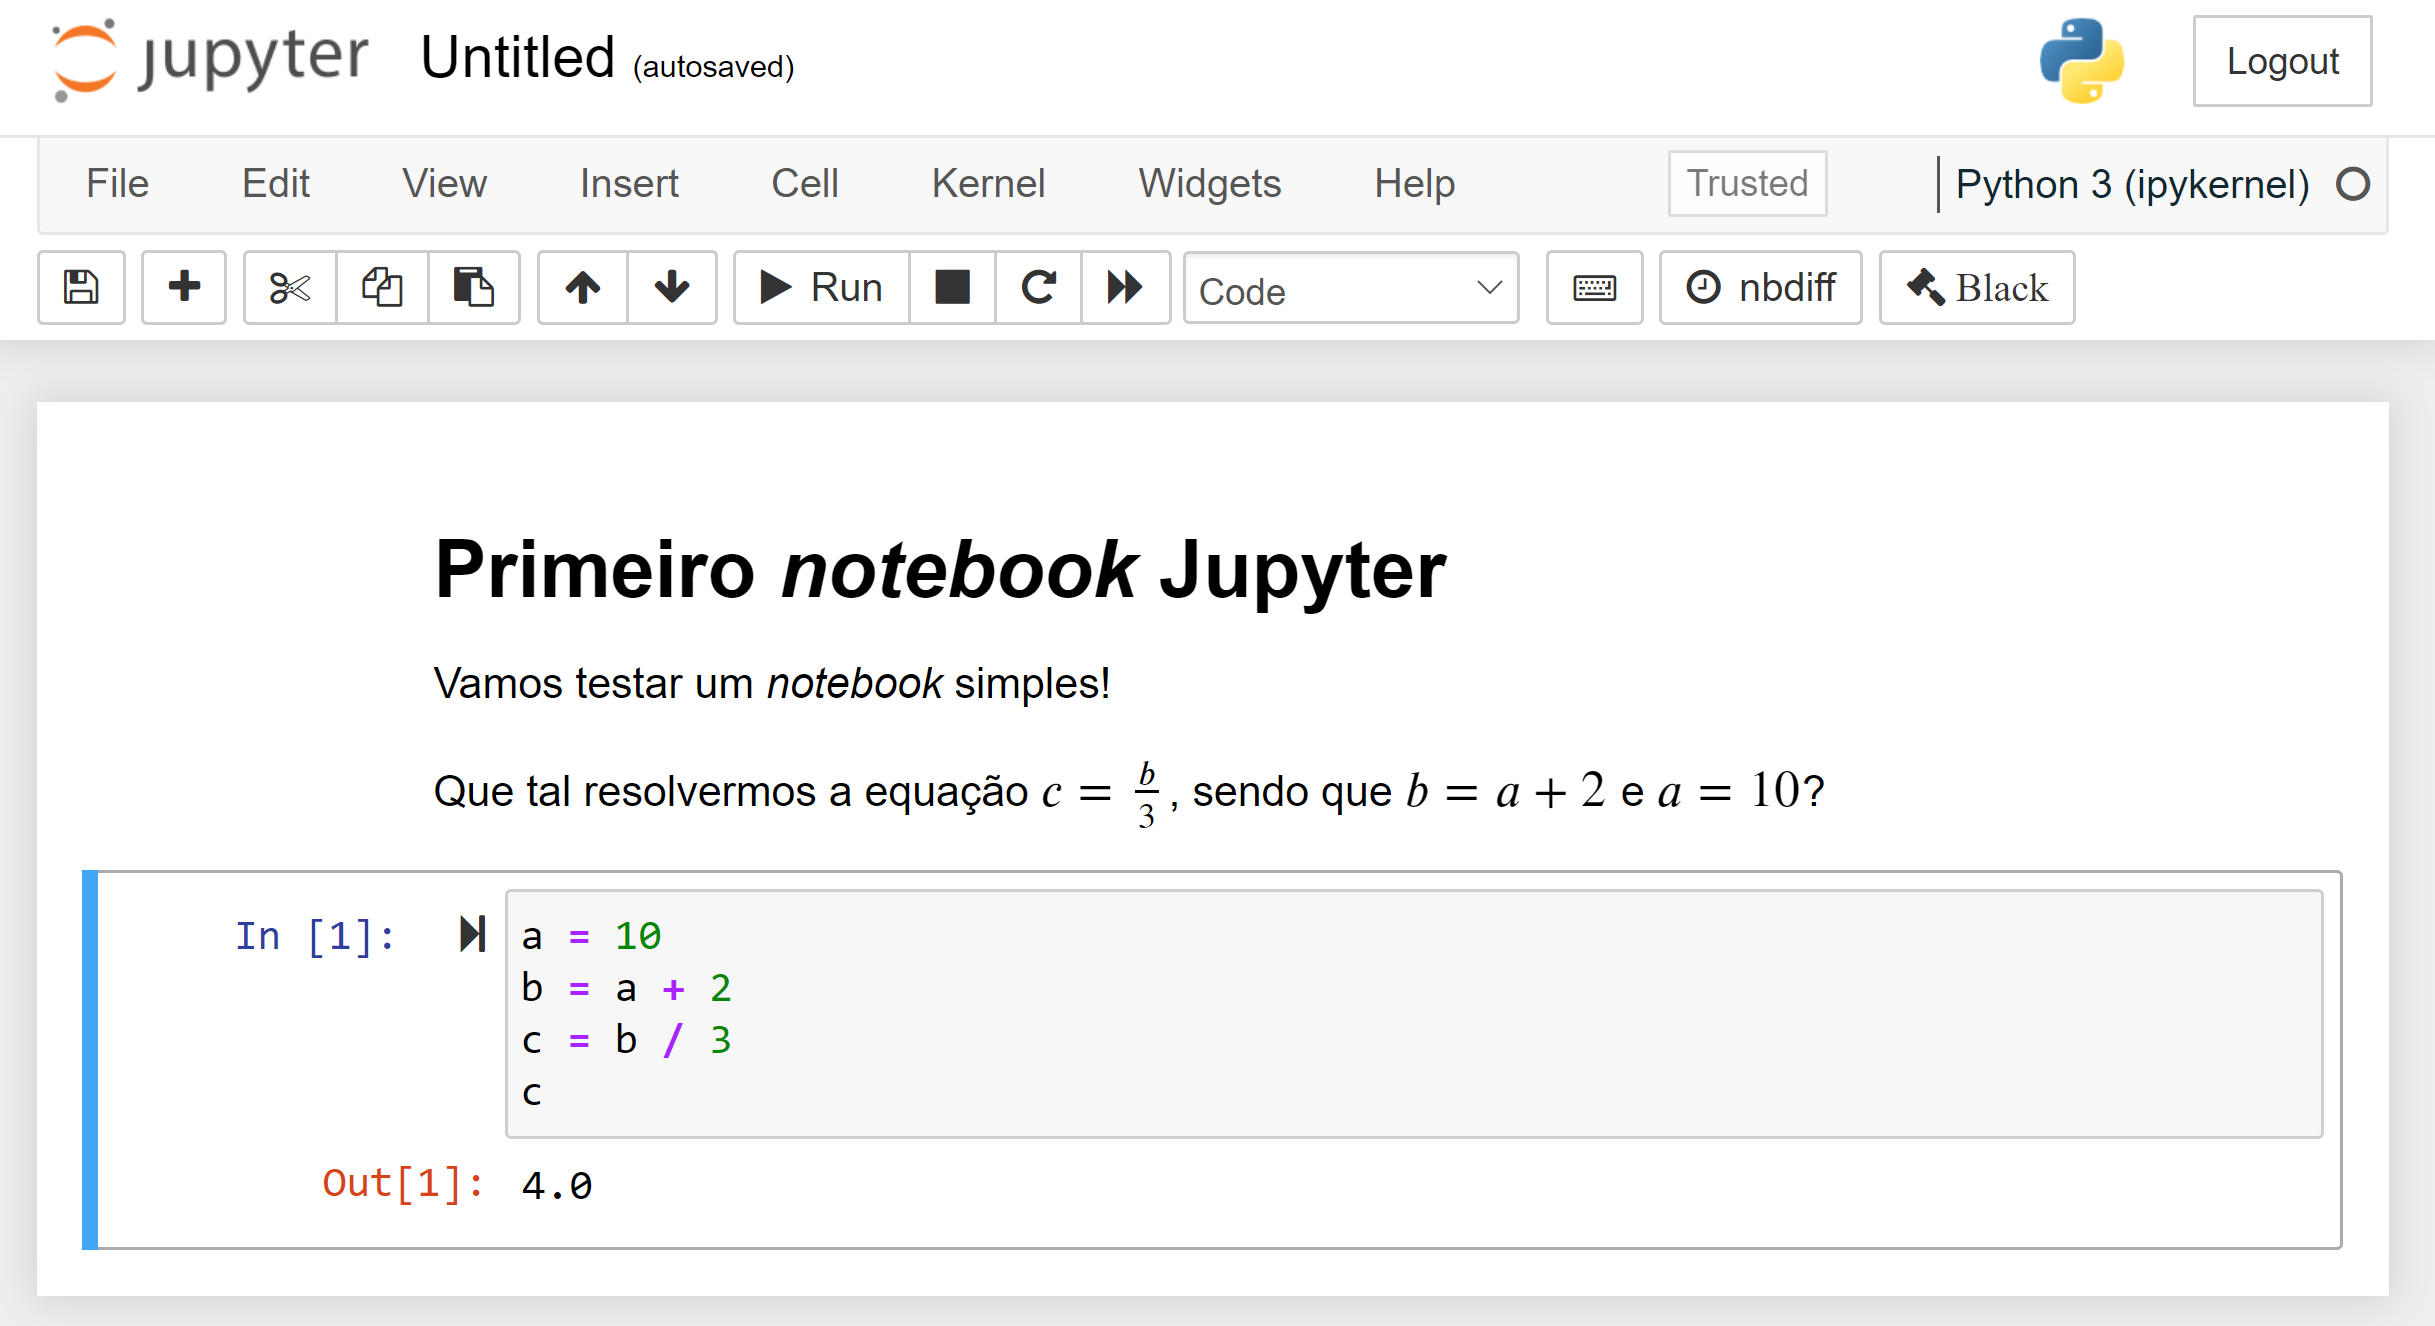 jupyter Untitled (autosaved) Logout
File Edit View Insert Cell Kernel Widgets Help Trusted Python 3 (ipykernel)
Run Code nbdiff Black
Primeiro notebook Jupyter
Vamos testar um notebook simples!
Que tal resolvermos a equação c = b/3, sendo que b = a + 2 e a = 10?
In [1]: a = 10
b = a + 2
c = b / 3
c
Out[1]: 4.0